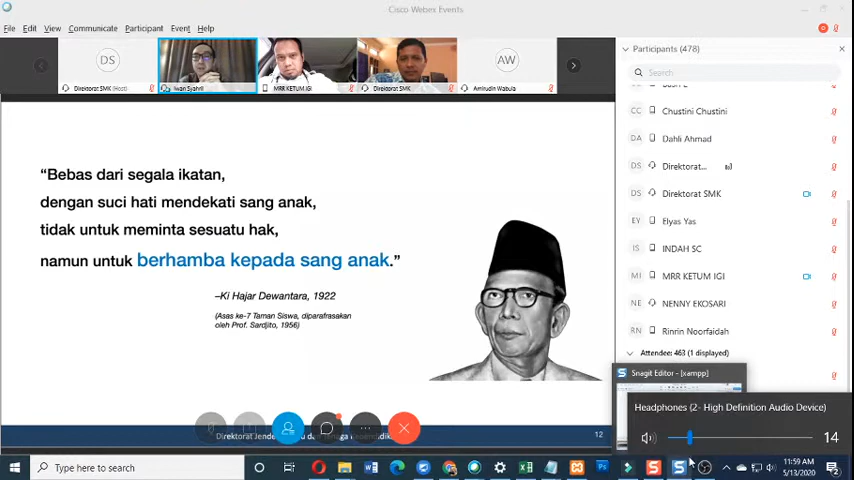 Cisco Webex Events
File Edit View Communicate Participant Event Help
DS
AW
Direktorat SMK (Host)
Iwan Syahril
MRR KETUM IGI
Direktorat SMK
Amirudin Wabula
Participants (478)
Search
CC Chustini Chustini
DA Dahli Ahmad
DS Direktorat...
DS Direktorat SMK
EY Elyas Yas
IS INDAH SC
MI MRR KETUM IGI
NE NENNY EKOSARI
RN Rinrin Noorfaidah
Attendee: 463 (1 displayed)
“Bebas dari segala ikatan,
dengan suci hati mendekati sang anak,
tidak untuk meminta sesuatu hak,
namun untuk berhamba kepada sang anak.”
–Ki Hajar Dewantara, 1922
(Asas ke-7 Taman Siswa, diparafrasakan
oleh Prof. Sardjito, 1956)
Snagit Editor - [xampp]
Headphones (2- High Definition Audio Device)
14
12
Type here to search
11:59 AM
5/13/2020